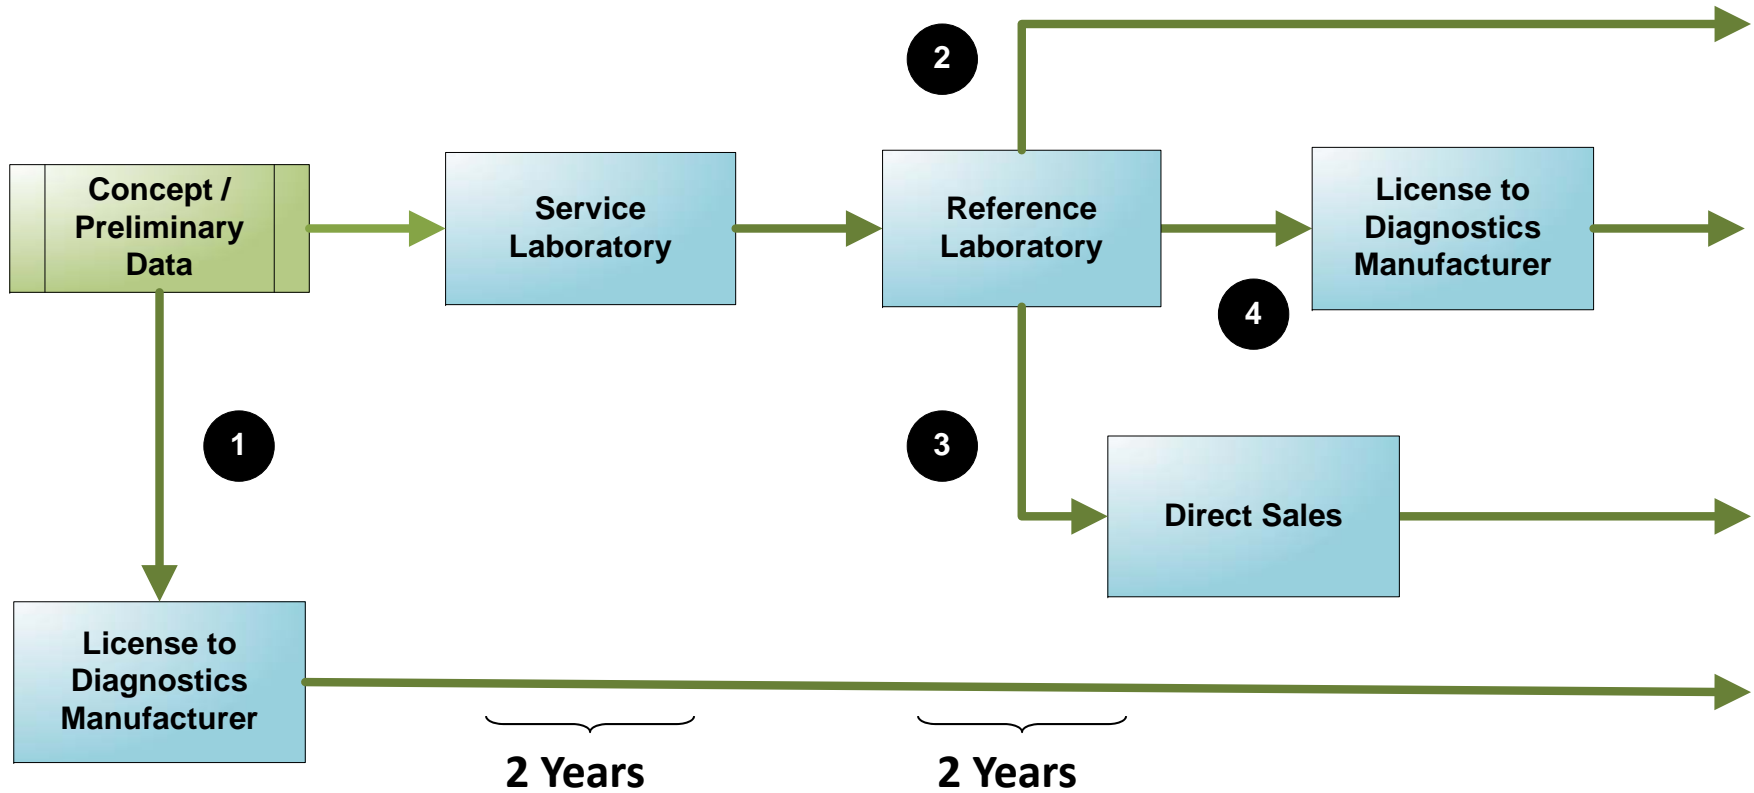 2
Concept /
Preliminary
Data
Service
Laboratory
Reference
Laboratory
License to
Diagnostics
Manufacturer
4
1
3
Direct Sales
License to
Diagnostics
Manufacturer
2 Years
2 Years